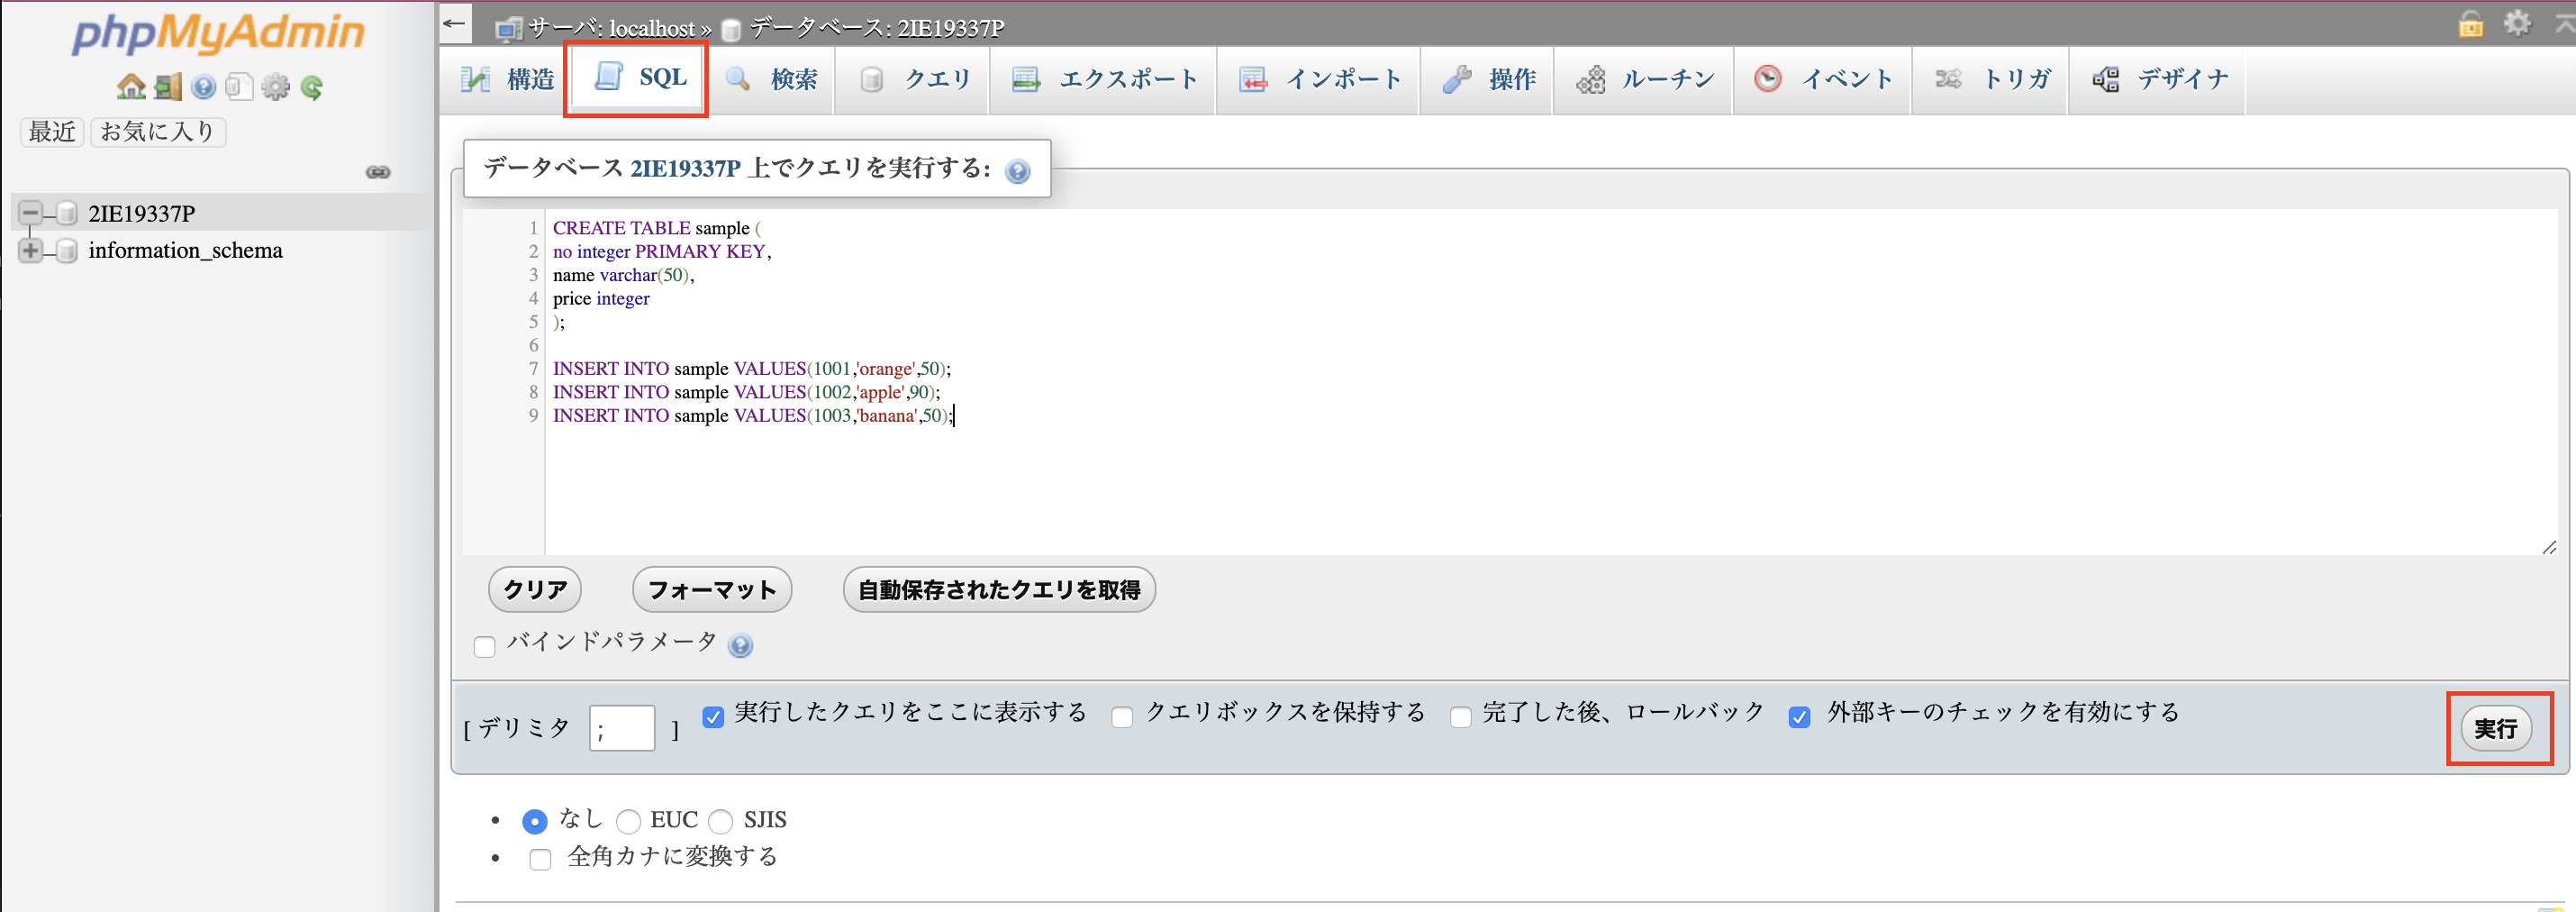 phpMyAdmin
最近 お気に入り
2IE19337P
information_schema
サーバ: localhost » データベース: 2IE19337P
構造 SQL 検索 クエリ エクスポート インポート 操作 ルーチン イベント トリガ デザイナ
データベース 2IE19337P 上でクエリを実行する:
1 CREATE TABLE sample (
2 no integer PRIMARY KEY,
3 name varchar(50),
4 price integer
5 );
6
7 INSERT INTO sample VALUES(1001,'orange',50);
8 INSERT INTO sample VALUES(1002,'apple',90);
9 INSERT INTO sample VALUES(1003,'banana',50);
クリア フォーマット 自動保存されたクエリを取得
バインドパラメータ
[ デリミタ ; ] 実行したクエリをここに表示する クエリボックスを保持する 完了した後、ロールバック 外部キーのチェックを有効にする 実行
• なし EUC SJIS
• 全角カナに変換する